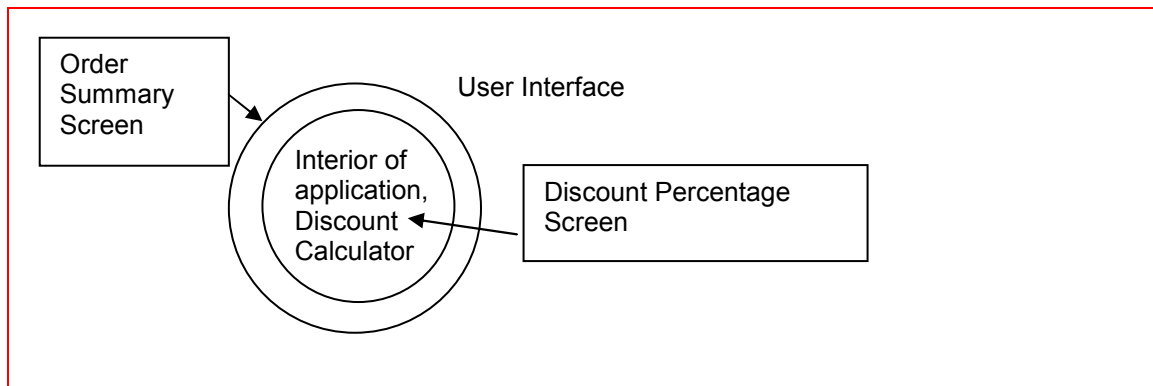 Order
Summary
Screen
User Interface
Interior of
application,
Discount
Calculator
Discount Percentage
Screen